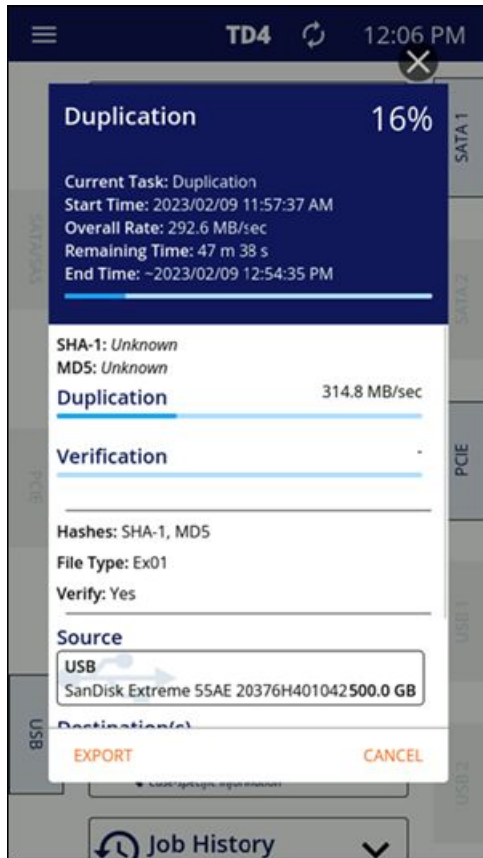 TD4
12:06 PM
Duplication
16%
Current Task: Duplication
Start Time: 2023/02/09 11:57:37 AM
Overall Rate: 292.6 MB/sec
Remaining Time: 47 m 38 s
End Time: ~2023/02/09 12:54:35 PM
SHA-1: Unknown
MD5: Unknown
Duplication
314.8 MB/sec
Verification
-
Hashes: SHA-1, MD5
File Type: Ex01
Verify: Yes
Source
USB
SanDisk Extreme 55AE 20376H401042 500.0 GB
Destination(s)
EXPORT
CANCEL
Case-specific information
Job History
SATA/SAS
PCIE
USB
SATA 1
SATA 2
PCIE
USB 1
USB 2